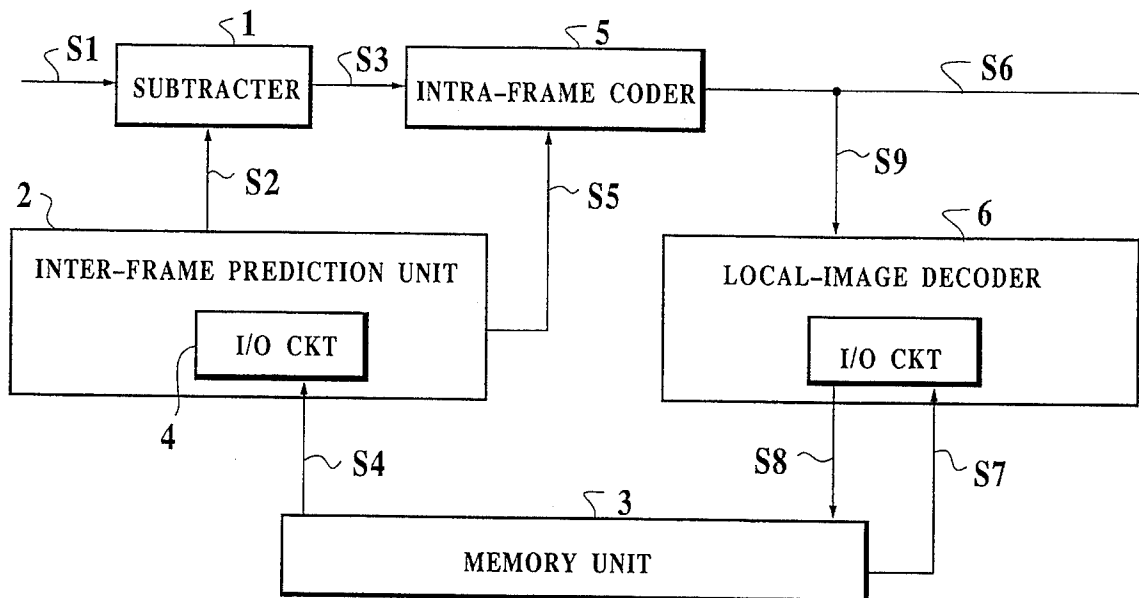 1
5
S1
S3
S6
SUBTRACTER
INTRA-FRAME CODER
S2
S5
S9
2
6
INTER-FRAME PREDICTION UNIT
LOCAL-IMAGE DECODER
I/O CKT
I/O CKT
4
S4
S8
S7
3
MEMORY UNIT